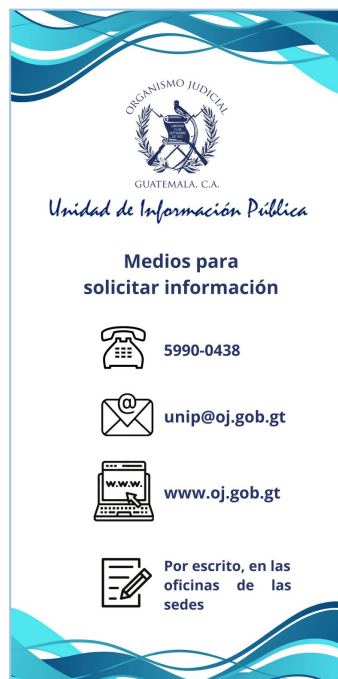 ORGANISMO JUDICIAL
GUATEMALA, C.A.
Unidad de Información Pública
Medios para
solicitar información
5990-0438
@
unip@oj.gob.gt
www.
www.oj.gob.gt
Por escrito, en las
oficinas de las
sedes